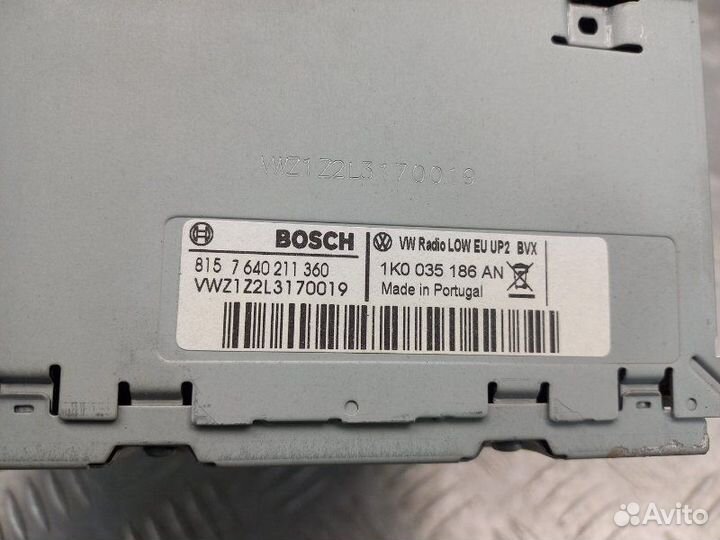 VWZ1Z2L3170019
BOSCH
815 7 640 211 360
VWZ1Z2L3170019
VW Radio LOW EU UP2 BVX
1K0 035 186 AN
Made in Portugal
Avito